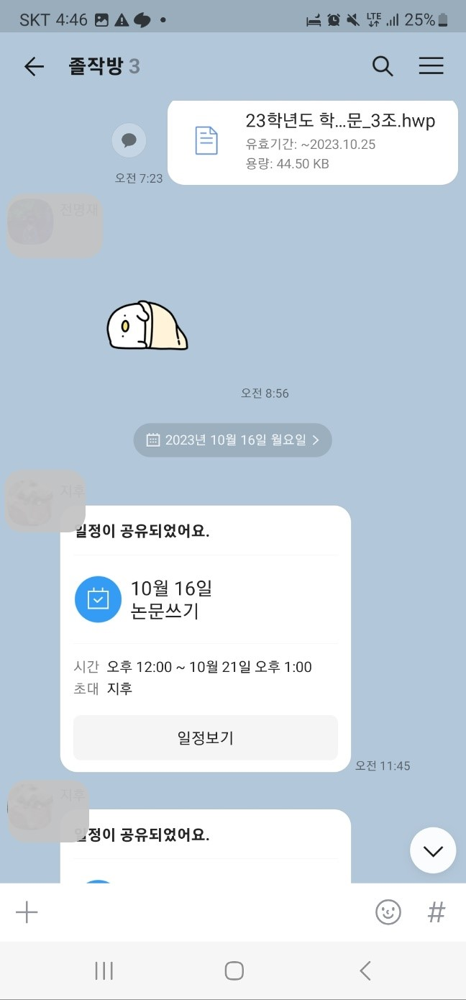 SKT 4:46
LTE
25%
졸작방 3
23학년도 학...문_3조.hwp
유효기간: ~2023.10.25
용량: 44.50 KB
오전 7:23
전명재
오전 8:56
2023년 10월 16일 월요일
지후
일정이 공유되었어요.
10월 16일
논문쓰기
시간 오후 12:00 ~ 10월 21일 오후 1:00
초대 지후
일정보기
오전 11:45
지후
일정이 공유되었어요.
#